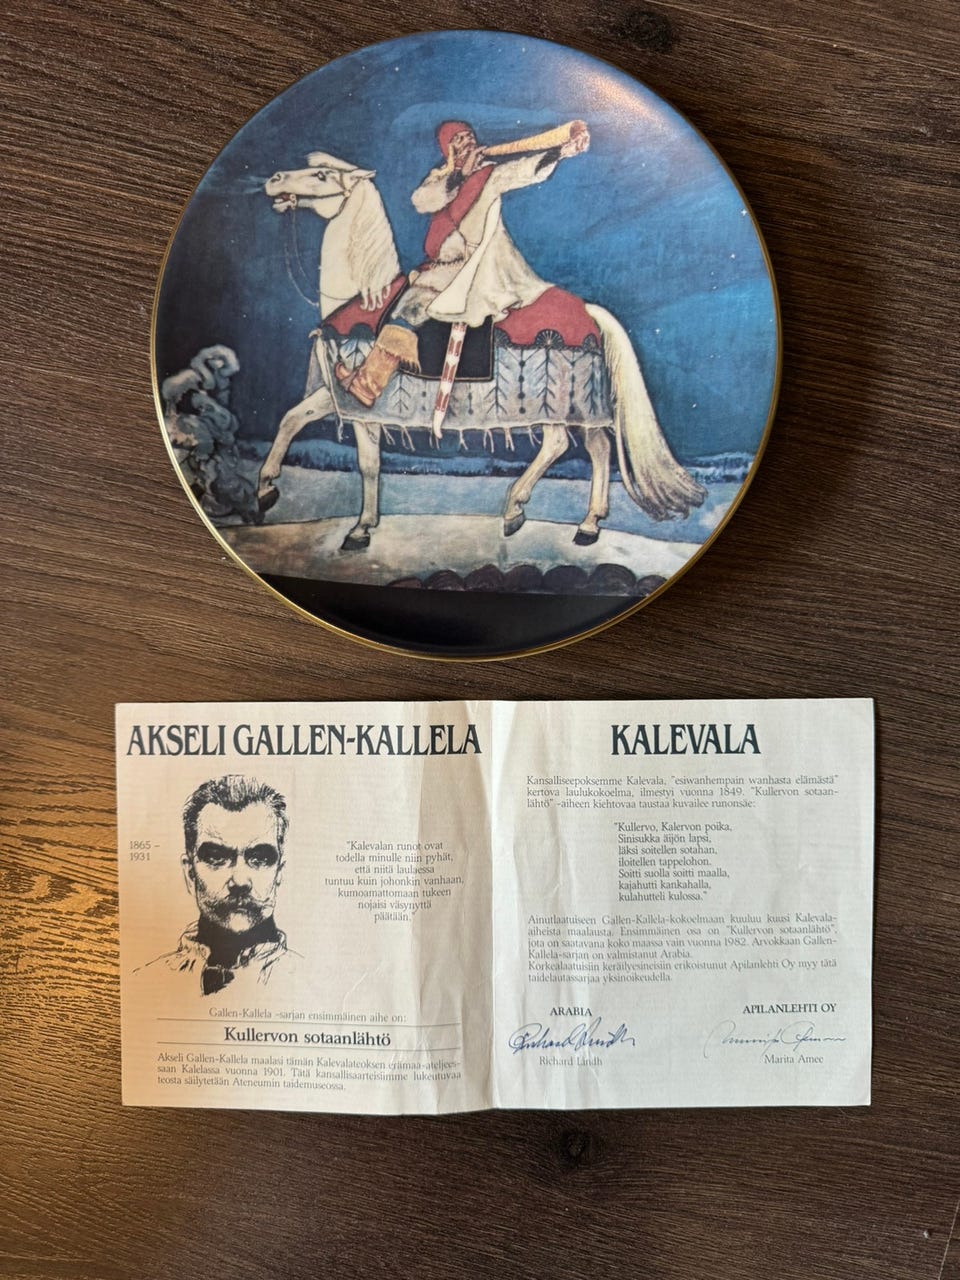 AKSELI GALLEN-KALLELA
1865 –
1931
"Kalevalan runot ovat
todella minulle niin pyhät,
että niitä laulaessa
tuntuu kuin johonkin vanhaan,
kumoamattomaan tukeen
nojaisi väsynyttä
päätään."
Gallen-Kallela -sarjan ensimmäinen aihe on:
Kullervon sotaanlähtö
Akseli Gallen-Kallela maalasi tämän Kalevalateoksen erämaa-ateljees-
saan Kalelassa vuonna 1901. Tätä kansallisaarteisiimme lukeutuvaa
teosta säilytetään Ateneumin taidemuseossa.
KALEVALA
Kansalliseepoksemme Kalevala, "esiwanhempain wanhasta elämästä"
kertova laulukokoelma, ilmestyi vuonna 1849. "Kullervon sotaan-
lähtö" -aiheen kiehtovaa taustaa kuvailee runonsäe:
"Kullervo, Kalervon poika,
Sinisukka äijön lapsi,
läksi soitellen sotahan,
iloitellen tappelohon.
Soitti suolla soitti maalla,
kajahutti kankahalla,
kulahutteli kulossa."
Ainutlaatuiseen Gallen-Kallela-kokoelmaan kuuluu kuusi Kalevala-
aiheista maalausta. Ensimmäinen osa on "Kullervon sotaanlähtö",
jota on saatavana koko maassa vain vuonna 1982. Arvokkaan Gallen-
Kallela-sarjan on valmistanut Arabia.
Korkealaatuisiin keräilyesineisiin erikoistunut Apilanlehti Oy myy tätä
taidelautassarjaa yksinoikeudella.
ARABIA
Richard Lindh
APILANLEHTI OY
Marita Amee